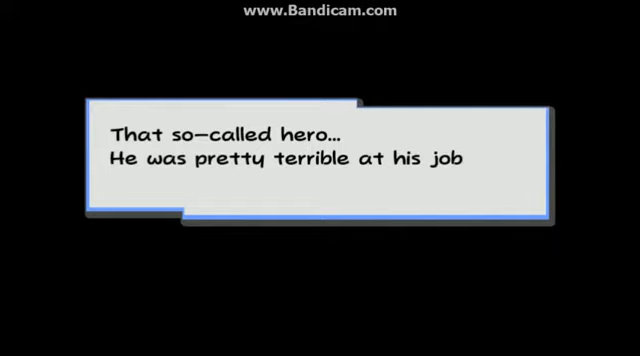 www.Bandicam.com
That so-called hero...
He was pretty terrible at his job